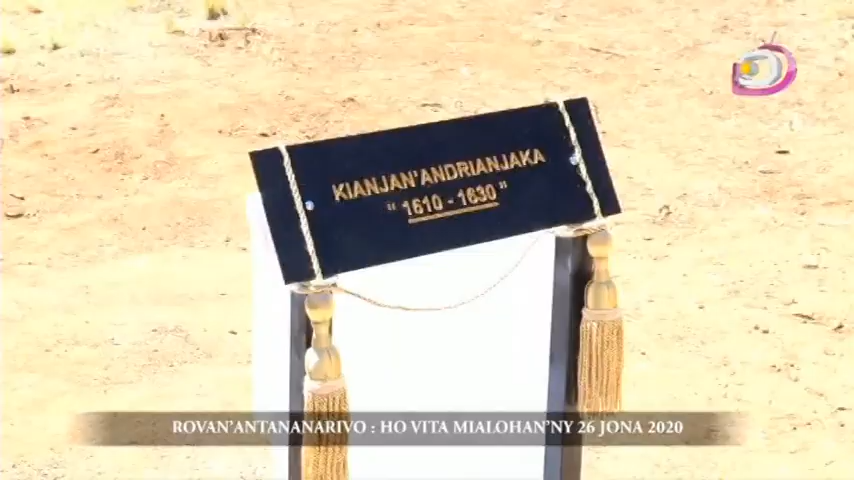 KIANJAN'ANDRIANJAKA
" 1610 - 1630 "
ROVAN'ANTANANARIVO : HO VITA MIALOHAN'NY 26 JONA 2020